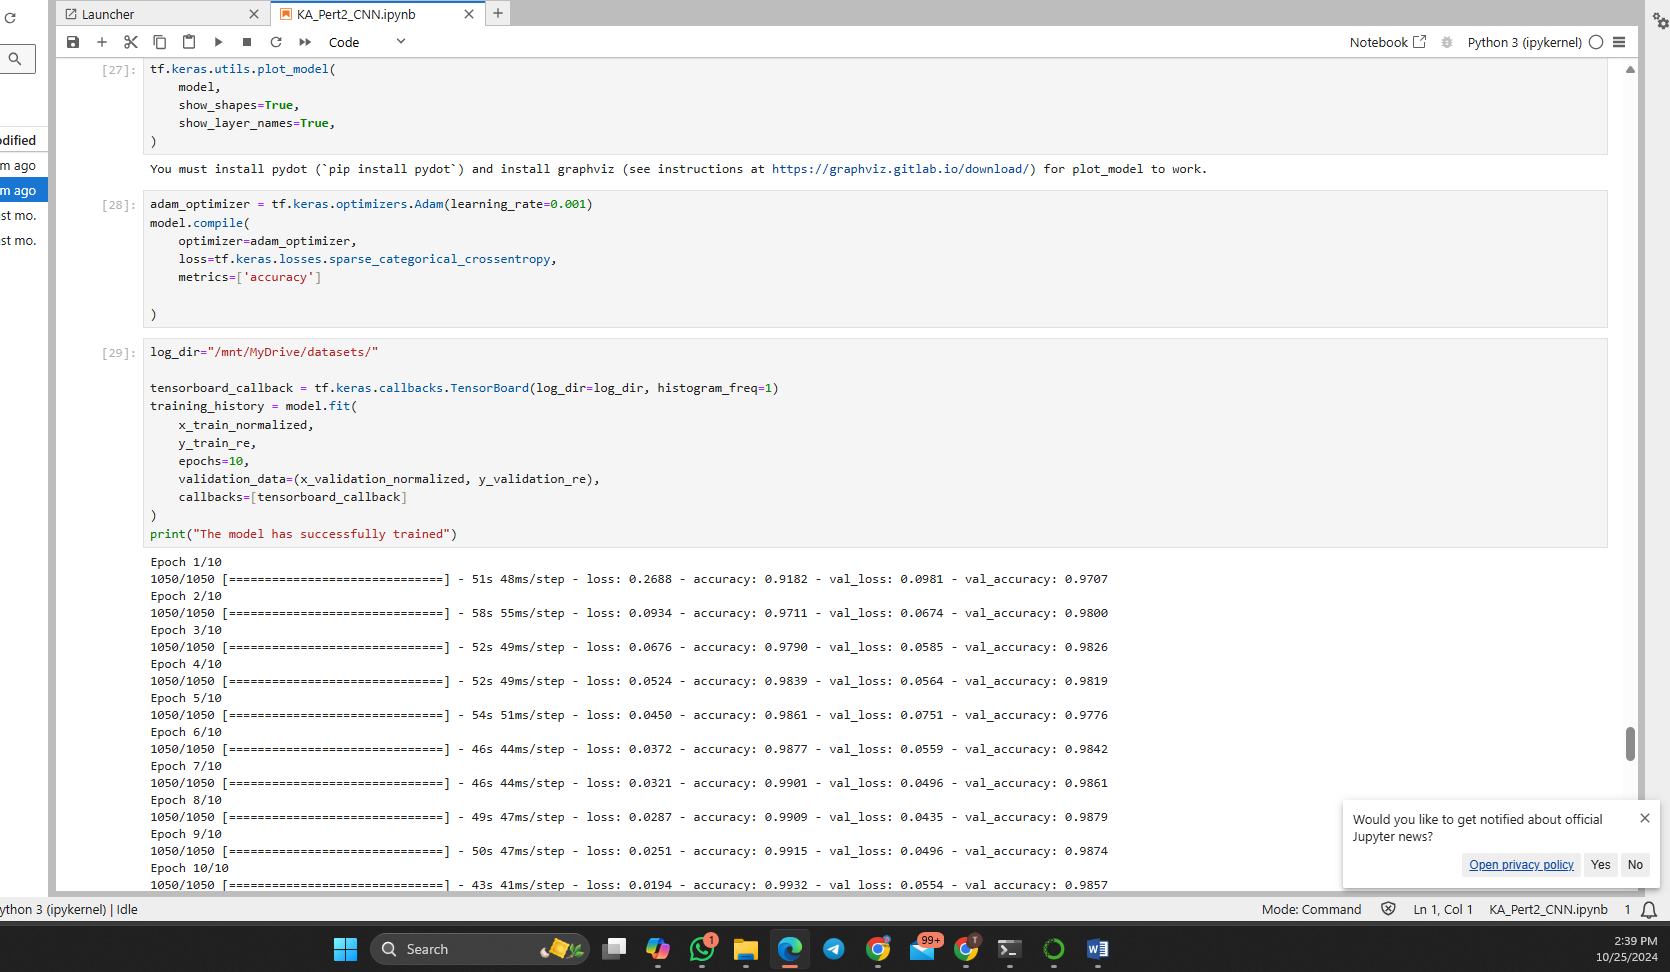 Launcher
KA_Pert2_CNN.ipynb
Code
Notebook
Python 3 (ipykernel)
odified
m ago
m ago
st mo.
st mo.
[27]:
tf.keras.utils.plot_model(
    model,
    show_shapes=True,
    show_layer_names=True,
)
You must install pydot (`pip install pydot`) and install graphviz (see instructions at https://graphviz.gitlab.io/download/) for plot_model to work.
[28]:
adam_optimizer = tf.keras.optimizers.Adam(learning_rate=0.001)
model.compile(
    optimizer=adam_optimizer,
    loss=tf.keras.losses.sparse_categorical_crossentropy,
    metrics=['accuracy']
)
[29]:
log_dir="/mnt/MyDrive/datasets/"
tensorboard_callback = tf.keras.callbacks.TensorBoard(log_dir=log_dir, histogram_freq=1)
training_history = model.fit(
    x_train_normalized,
    y_train_re,
    epochs=10,
    validation_data=(x_validation_normalized, y_validation_re),
    callbacks=[tensorboard_callback]
)
print("The model has successfully trained")
Epoch 1/10
1050/1050 [==============================] - 51s 48ms/step - loss: 0.2688 - accuracy: 0.9182 - val_loss: 0.0981 - val_accuracy: 0.9707
Epoch 2/10
1050/1050 [==============================] - 58s 55ms/step - loss: 0.0934 - accuracy: 0.9711 - val_loss: 0.0674 - val_accuracy: 0.9800
Epoch 3/10
1050/1050 [==============================] - 52s 49ms/step - loss: 0.0676 - accuracy: 0.9790 - val_loss: 0.0585 - val_accuracy: 0.9826
Epoch 4/10
1050/1050 [==============================] - 52s 49ms/step - loss: 0.0524 - accuracy: 0.9839 - val_loss: 0.0564 - val_accuracy: 0.9819
Epoch 5/10
1050/1050 [==============================] - 54s 51ms/step - loss: 0.0450 - accuracy: 0.9861 - val_loss: 0.0751 - val_accuracy: 0.9776
Epoch 6/10
1050/1050 [==============================] - 46s 44ms/step - loss: 0.0372 - accuracy: 0.9877 - val_loss: 0.0559 - val_accuracy: 0.9842
Epoch 7/10
1050/1050 [==============================] - 46s 44ms/step - loss: 0.0321 - accuracy: 0.9901 - val_loss: 0.0496 - val_accuracy: 0.9861
Epoch 8/10
1050/1050 [==============================] - 49s 47ms/step - loss: 0.0287 - accuracy: 0.9909 - val_loss: 0.0435 - val_accuracy: 0.9879
Epoch 9/10
1050/1050 [==============================] - 50s 47ms/step - loss: 0.0251 - accuracy: 0.9915 - val_loss: 0.0496 - val_accuracy: 0.9874
Epoch 10/10
1050/1050 [==============================] - 43s 41ms/step - loss: 0.0194 - accuracy: 0.9932 - val_loss: 0.0554 - val_accuracy: 0.9857
Would you like to get notified about official
Jupyter news?
Open privacy policy
Yes
No
ython 3 (ipykernel) | Idle
Mode: Command
Ln 1, Col 1
KA_Pert2_CNN.ipynb
1
Search
1
99+
T
2:39 PM
10/25/2024